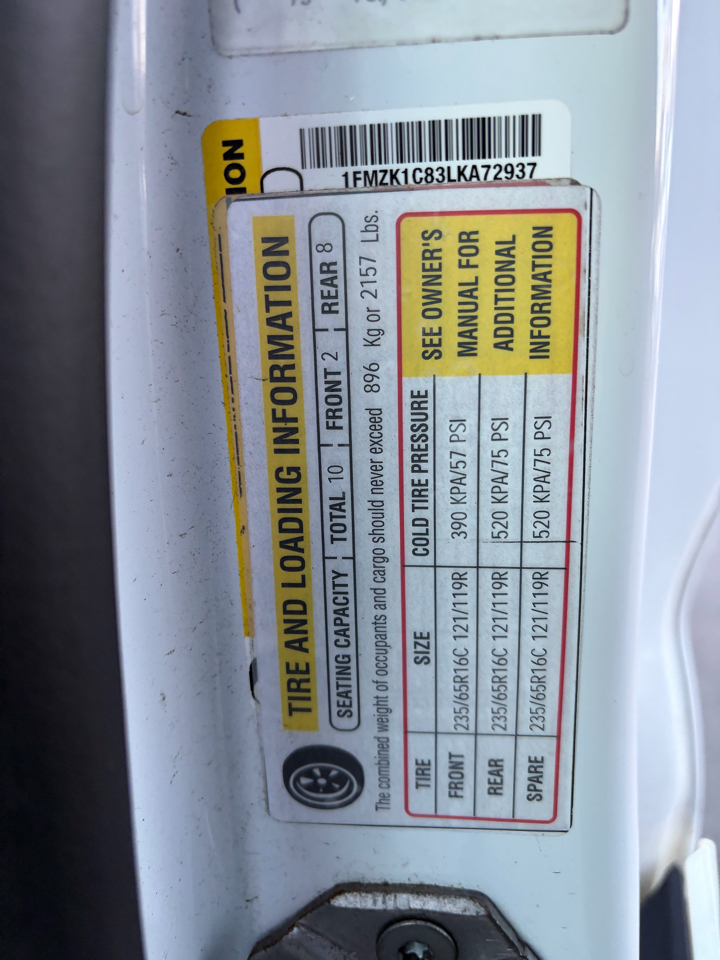 ION
1FMZK1C83LKA72937
TIRE AND LOADING INFORMATION
SEATING CAPACITY | TOTAL 10 | FRONT 2 | REAR 8
The combined weight of occupants and cargo should never exceed 896 Kg or 2157 Lbs.
TIRE SIZE COLD TIRE PRESSURE SEE OWNER'S
FRONT 235/65R16C 121/119R 390 KPA/57 PSI MANUAL FOR
REAR 235/65R16C 121/119R 520 KPA/75 PSI ADDITIONAL
SPARE 235/65R16C 121/119R 520 KPA/75 PSI INFORMATION